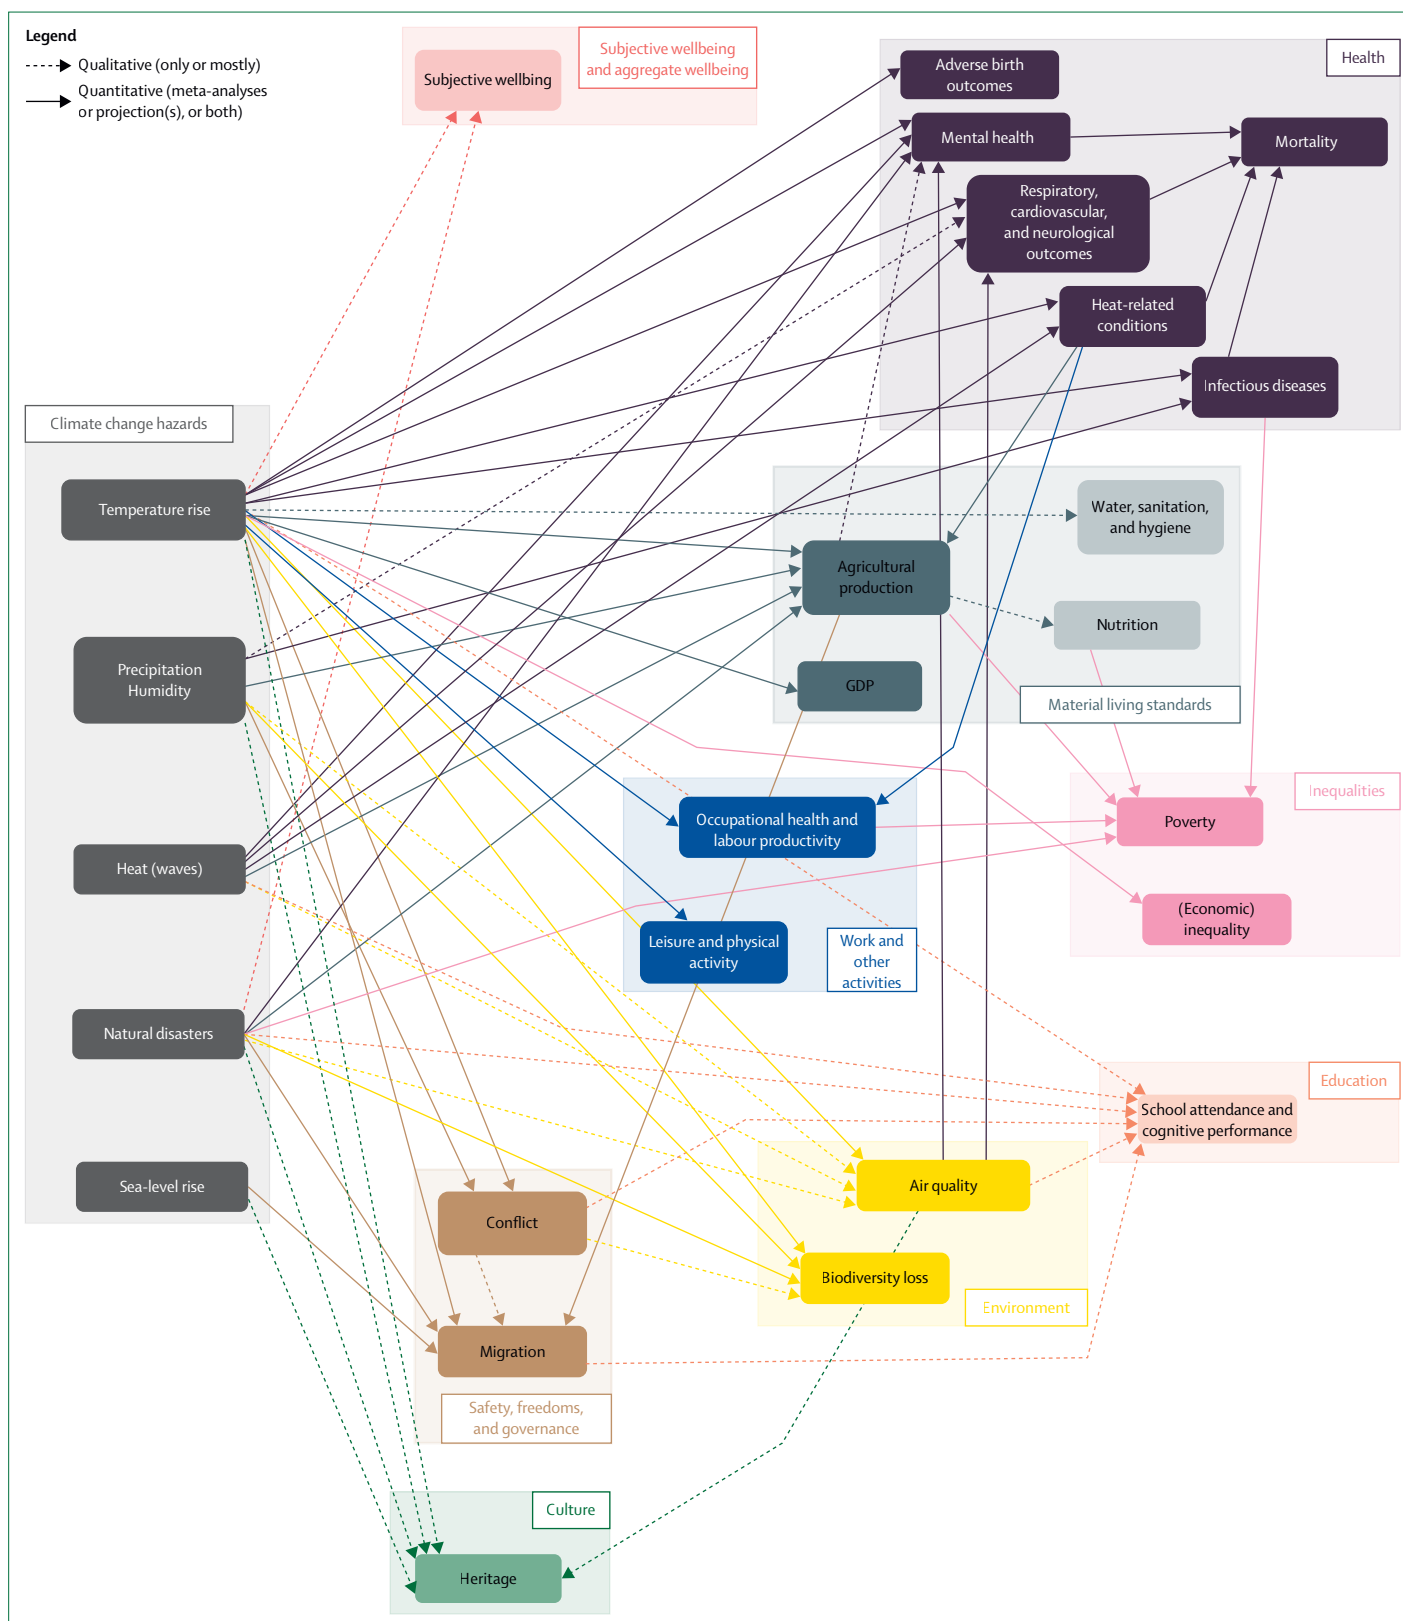 Legend
Qualitative (only or mostly)
Quantitative (meta-analyses
or projection(s), or both)
Subjective wellbing
Subjective wellbeing
and aggregate wellbeing
Health
Adverse birth
outcomes
Mental health
Mortality
Respiratory,
cardiovascular,
and neurological
outcomes
Heat-related
conditions
Infectious diseases
Climate change hazards
Temperature rise
Precipitation
Humidity
Heat (waves)
Natural disasters
Sea-level rise
Water, sanitation,
and hygiene
Agricultural
production
Nutrition
GDP
Material living standards
Occupational health and
labour productivity
Leisure and physical
activity
Work and
other
activities
Inequalities
Poverty
(Economic)
inequality
Education
School attendance and
cognitive performance
Air quality
Biodiversity loss
Environment
Conflict
Migration
Safety, freedoms,
and governance
Culture
Heritage